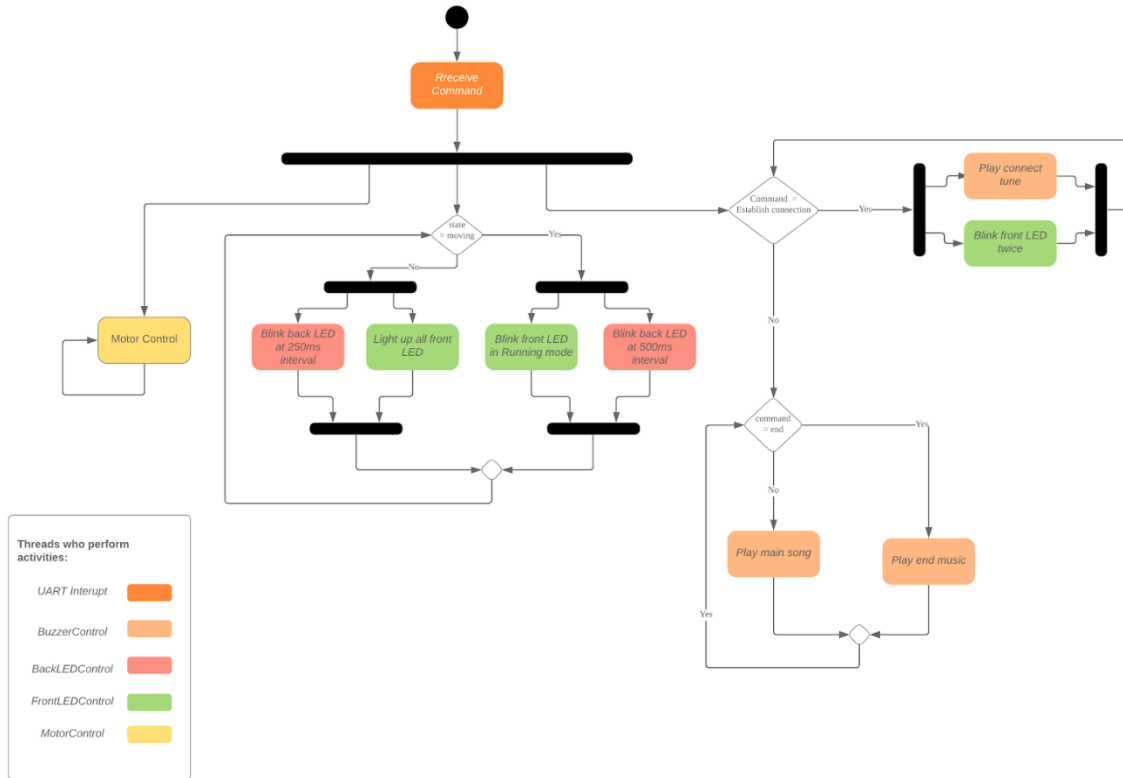 Rreceive
Command
Command =
Establish connection
Yes
Play connect
tune
Blink front LED
twice
state
= moving
Yes
No
Motor Control
Blink back LED
at 250ms
interval
Light up all front
LED
Blink front LED
in Running mode
Blink back LED
at 500ms
interval
No
command
= end
Yes
No
Play main song
Play end music
Yes
Threads who perform
activities:
UART Interupt
BuzzerControl
BackLEDControl
FrontLEDControl
MotorControl